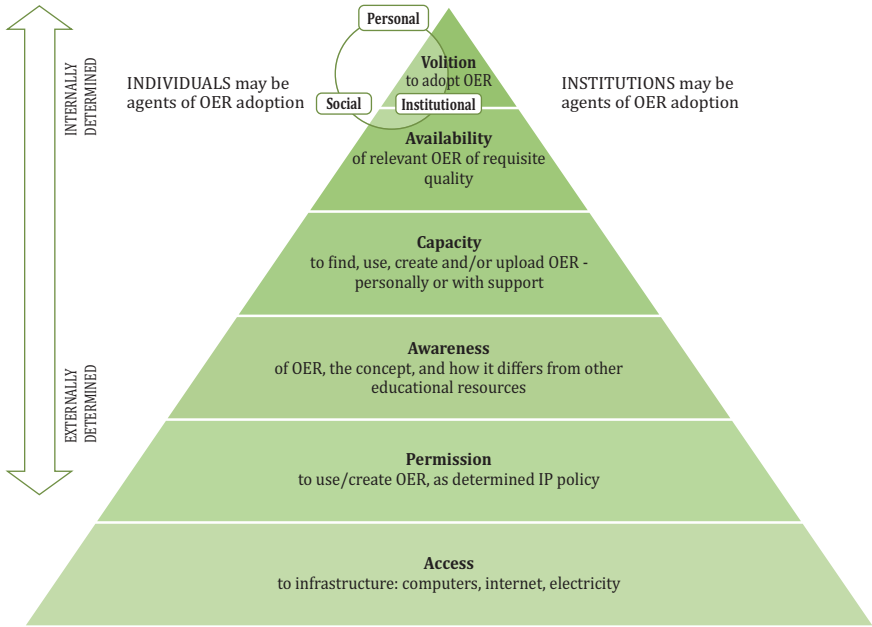 Personal
Volition
to adopt OER
Social
Institutional
INDIVIDUALS may be
agents of OER adoption
INSTITUTIONS may be
agents of OER adoption
INTERNALLY
DETERMINED
Availability
of relevant OER of requisite
quality
Capacity
to find, use, create and/or upload OER -
personally or with support
Awareness
of OER, the concept, and how it differs from other
educational resources
EXTERNALLY
DETERMINED
Permission
to use/create OER, as determined IP policy
Access
to infrastructure: computers, internet, electricity